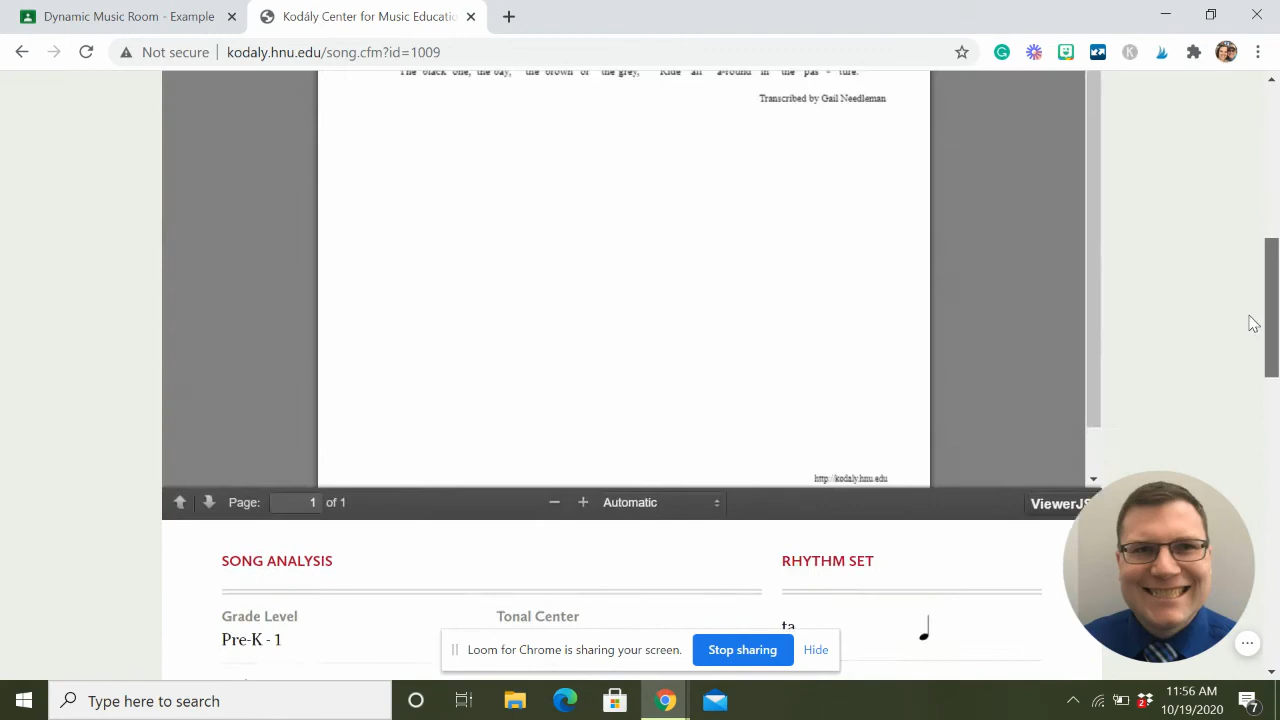 Dynamic Music Room - Example
Kodály Center for Music Educatio
Not secure
kodaly.hnu.edu/song.cfm?id=1009
The black one, the bay, the brown or the grey, Ride all a-round in the pas - ture.
Transcribed by Gail Needleman
http://kodaly.hnu.edu
Page: 1 of 1
Automatic
ViewerJS
SONG ANALYSIS
RHYTHM SET
Grade Level
Tonal Center
Pre-K - 1
ta
Loom for Chrome is sharing your screen.
Stop sharing
Hide
Type here to search
11:56 AM
10/19/2020
2
7